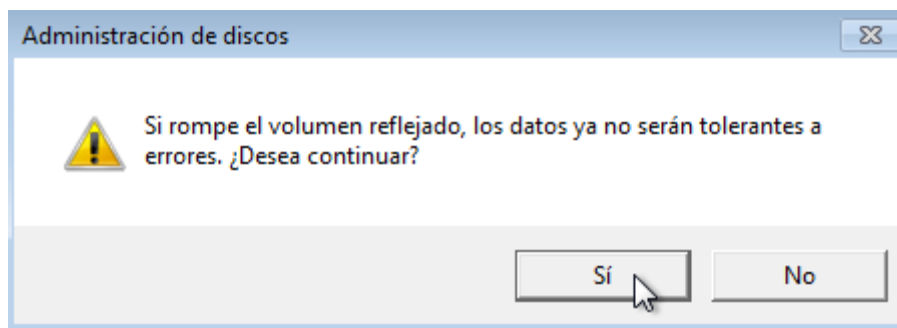 Administración de discos
Si rompe el volumen reflejado, los datos ya no serán tolerantes a
errores. ¿Desea continuar?
Sí
No